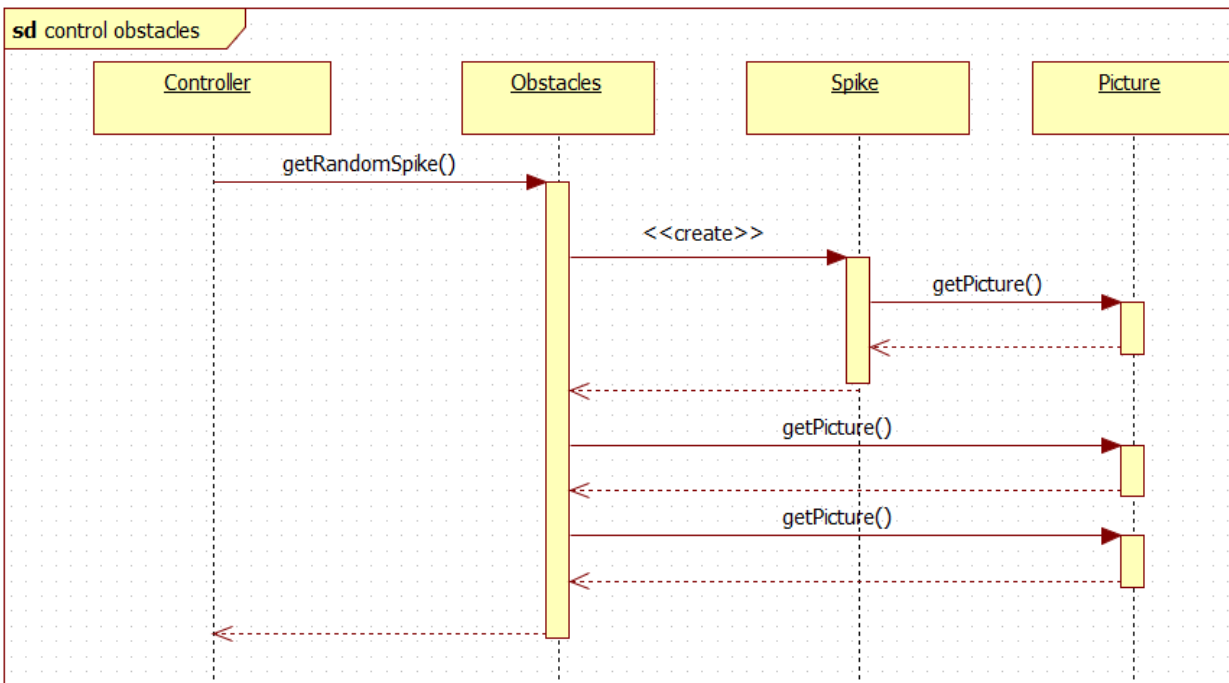 sd control obstacles
Controller
Obstacles
Spike
Picture
getRandomSpike()
<<create>>
getPicture()
getPicture()
getPicture()